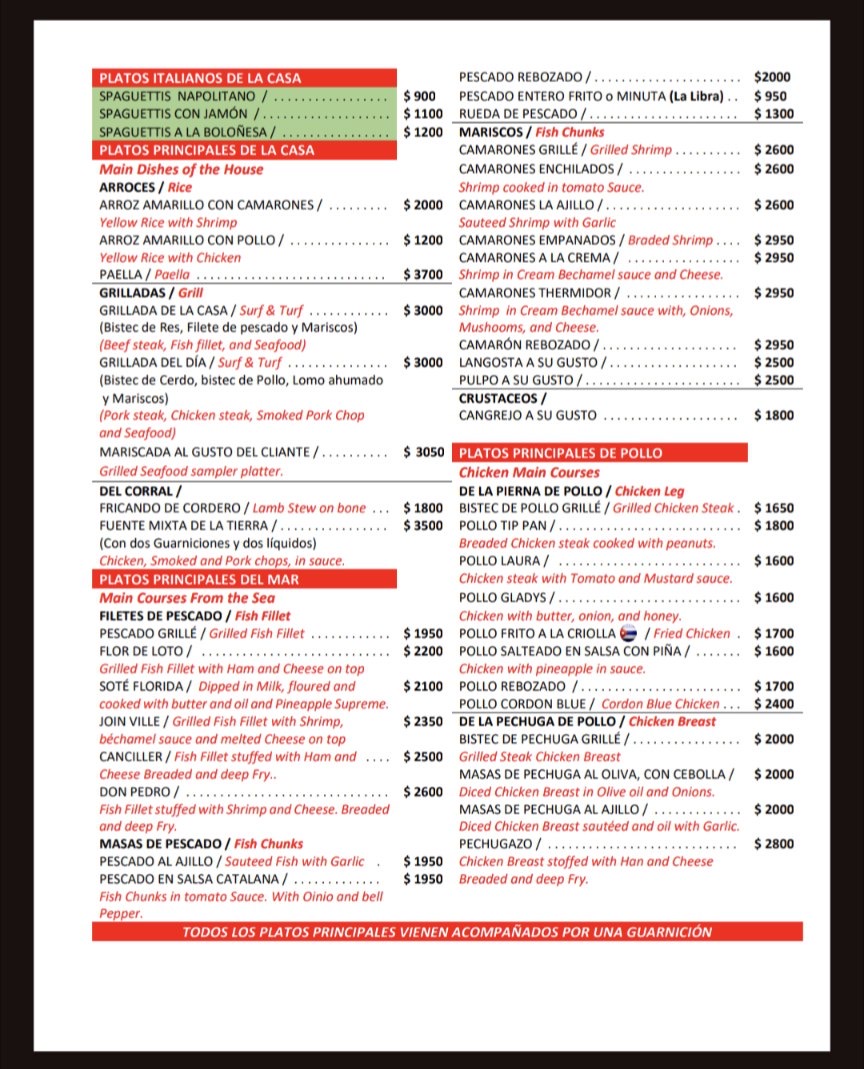 PLATOS ITALIANOS DE LA CASA
SPAGUETTIS NAPOLITANO / . . . . . . . . . . . . . . . . . $ 900
SPAGUETTIS CON JAMÓN / . . . . . . . . . . . . . . . . . . $ 1100
SPAGUETTIS A LA BOLOÑESA / . . . . . . . . . . . . . . . $ 1200
PLATOS PRINCIPALES DE LA CASA
Main Dishes of the House
ARROCES / Rice
ARROZ AMARILLO CON CAMARONES / . . . . . . . . . $ 2000
Yellow Rice with Shrimp
ARROZ AMARILLO CON POLLO / . . . . . . . . . . . . . . $ 1200
Yellow Rice with Chicken
PAELLA / Paella . . . . . . . . . . . . . . . . . . . . . . . . . . . . $ 3700
GRILLADAS / Grill
GRILLADA DE LA CASA / Surf & Turf . . . . . . . . . . . . $ 3000
(Bistec de Res, Filete de pescado y Mariscos)
(Beef steak, Fish fillet, and Seafood)
GRILLADA DEL DÍA / Surf & Turf . . . . . . . . . . . . . . . $ 3000
(Bistec de Cerdo, bistec de Pollo, Lomo ahumado
y Mariscos)
(Pork steak, Chicken steak, Smoked Pork Chop
and Seafood)
MARISCADA AL GUSTO DEL CLIANTE / . . . . . . . . . . $ 3050
Grilled Seafood sampler platter.
DEL CORRAL /
FRICANDO DE CORDERO / Lamb Stew on bone . . . $ 1800
FUENTE MIXTA DE LA TIERRA / . . . . . . . . . . . . . . . . $ 3500
(Con dos Guarniciones y dos líquidos)
Chicken, Smoked and Pork chops, in sauce.
PLATOS PRINCIPALES DEL MAR
Main Courses From the Sea
FILETES DE PESCADO / Fish Fillet
PESCADO GRILLÉ / Grilled Fish Fillet . . . . . . . . . . . . $ 1950
FLOR DE LOTO / . . . . . . . . . . . . . . . . . . . . . . . . . . . $ 2200
Grilled Fish Fillet with Ham and Cheese on top
SOTÉ FLORIDA / Dipped in Milk, floured and $ 2100
cooked with butter and oil and Pineapple Supreme.
JOIN VILLE / Grilled Fish Fillet with Shrimp, $ 2350
béchamel sauce and melted Cheese on top
CANCILLER / Fish Fillet stuffed with Ham and . . . . $ 2500
Cheese Breaded and deep Fry..
DON PEDRO / . . . . . . . . . . . . . . . . . . . . . . . . . . . . . $ 2600
Fish Fillet stuffed with Shrimp and Cheese. Breaded
and deep Fry.
MASAS DE PESCADO / Fish Chunks
PESCADO AL AJILLO / Sauteed Fish with Garlic . $ 1950
PESCADO EN SALSA CATALANA / . . . . . . . . . . . . . $ 1950
Fish Chunks in tomato Sauce. With Oinio and bell
Pepper.
PESCADO REBOZADO / . . . . . . . . . . . . . . . . . . . . . . $2000
PESCADO ENTERO FRITO o MINUTA (La Libra) . . $ 950
RUEDA DE PESCADO / . . . . . . . . . . . . . . . . . . . . . . . $ 1300
MARISCOS / Fish Chunks
CAMARONES GRILLÉ / Grilled Shrimp . . . . . . . . . . $ 2600
CAMARONES ENCHILADOS / . . . . . . . . . . . . . . . . . $ 2600
Shrimp cooked in tomato Sauce.
CAMARONES LA AJILLO / . . . . . . . . . . . . . . . . . . . . $ 2600
Sauteed Shrimp with Garlic
CAMARONES EMPANADOS / Braded Shrimp . . . . $ 2950
CAMARONES A LA CREMA / . . . . . . . . . . . . . . . . . . $ 2950
Shrimp in Cream Bechamel sauce and Cheese.
CAMARONES THERMIDOR / . . . . . . . . . . . . . . . . . $ 2950
Shrimp in Cream Bechamel sauce with, Onions,
Mushooms, and Cheese.
CAMARÓN REBOZADO / . . . . . . . . . . . . . . . . . . . . . $ 2950
LANGOSTA A SU GUSTO / . . . . . . . . . . . . . . . . . . . . $ 2500
PULPO A SU GUSTO / . . . . . . . . . . . . . . . . . . . . . . . $ 2500
CRUSTACEOS /
CANGREJO A SU GUSTO . . . . . . . . . . . . . . . . . . . . $ 1800
PLATOS PRINCIPALES DE POLLO
Chicken Main Courses
DE LA PIERNA DE POLLO / Chicken Leg
BISTEC DE POLLO GRILLÉ / Grilled Chicken Steak . $ 1650
POLLO TIP PAN / . . . . . . . . . . . . . . . . . . . . . . . . . . . $ 1800
Breaded Chicken steak cooked with peanuts.
POLLO LAURA / . . . . . . . . . . . . . . . . . . . . . . . . . . . $ 1600
Chicken steak with Tomato and Mustard sauce.
POLLO GLADYS / . . . . . . . . . . . . . . . . . . . . . . . . . . . $ 1600
Chicken with butter, onion, and honey.
POLLO FRITO A LA CRIOLLA / Fried Chicken . $ 1700
POLLO SALTEADO EN SALSA CON PIÑA / . . . . . . . $ 1600
Chicken with pineapple in sauce.
POLLO REBOZADO / . . . . . . . . . . . . . . . . . . . . . . . . $ 1700
POLLO CORDON BLUE / Cordon Blue Chicken . . . $ 2400
DE LA PECHUGA DE POLLO / Chicken Breast
BISTEC DE PECHUGA GRILLÉ / . . . . . . . . . . . . . . . . $ 2000
Grilled Steak Chicken Breast
MASAS DE PECHUGA AL OLIVA, CON CEBOLLA / $ 2000
Diced Chicken Breast in Olive oil and Onions.
MASAS DE PECHUGA AL AJILLO / . . . . . . . . . . . . . $ 2000
Diced Chicken Breast sautéed and oil with Garlic.
PECHUGAZO / . . . . . . . . . . . . . . . . . . . . . . . . . . . . . $ 2800
Chicken Breast stoffed with Han and Cheese
Breaded and deep Fry.
TODOS LOS PLATOS PRINCIPALES VIENEN ACOMPAÑADOS POR UNA GUARNICIÓN